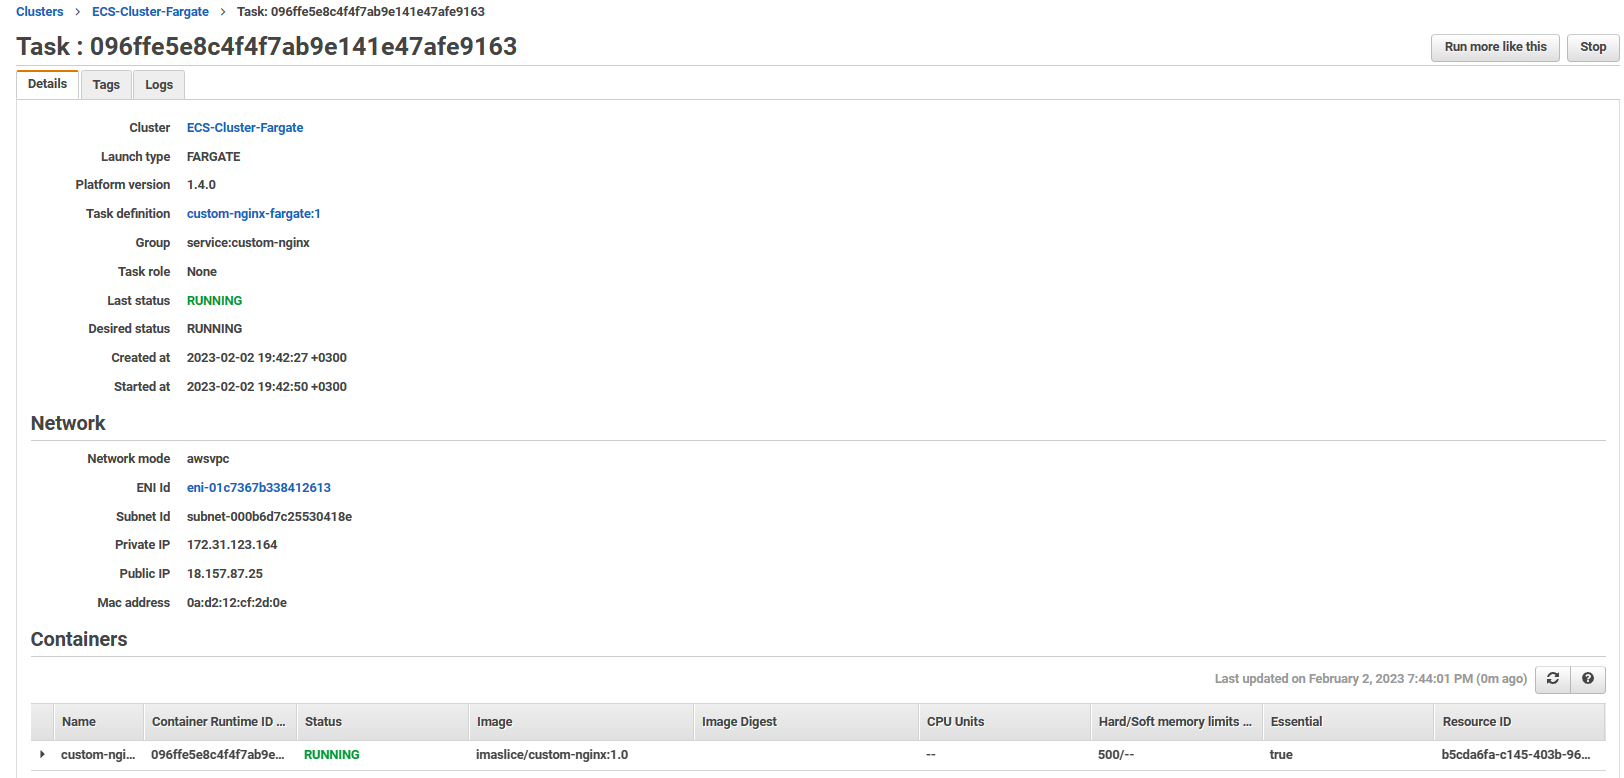 Clusters > ECS-Cluster-Fargate > Task: 096ffe5e8c4f4f7ab9e141e47afe9163
Task : 096ffe5e8c4f4f7ab9e141e47afe9163
Run more like this Stop
Details Tags Logs
Cluster ECS-Cluster-Fargate
Launch type FARGATE
Platform version 1.4.0
Task definition custom-nginx-fargate:1
Group service:custom-nginx
Task role None
Last status RUNNING
Desired status RUNNING
Created at 2023-02-02 19:42:27 +0300
Started at 2023-02-02 19:42:50 +0300
Network
Network mode awsvpc
ENI Id eni-01c7367b338412613
Subnet Id subnet-000b6d7c25530418e
Private IP 172.31.123.164
Public IP 18.157.87.25
Mac address 0a:d2:12:cf:2d:0e
Containers
Last updated on February 2, 2023 7:44:01 PM (0m ago)
Name Container Runtime ID ... Status Image Image Digest CPU Units Hard/Soft memory limits ... Essential Resource ID
custom-ngi... 096ffe5e8c4f4f7ab9e... RUNNING imaslice/custom-nginx:1.0 -- 500/-- true b5cda6fa-c145-403b-96...